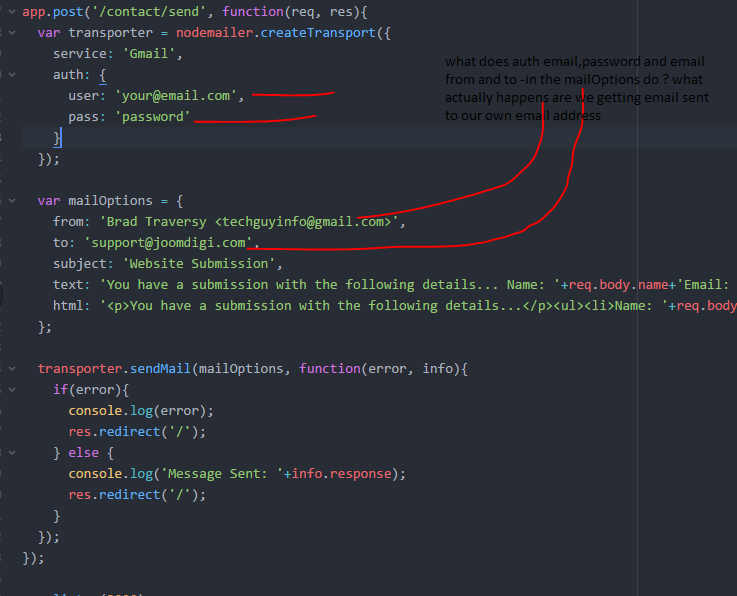 app.post('/contact/send', function(req, res){
var transporter = nodemailer.createTransport({
service: 'Gmail',
auth: {
user: 'your@email.com',
pass: 'password'
}
});
what does auth email,password and email
from and to -in the mailOptions do ? what
actually happens are we getting email sent
to our own email address
var mailOptions = {
from: 'Brad Traversy <techguyinfo@gmail.com>',
to: 'support@joomdigi.com',
subject: 'Website Submission',
text: 'You have a submission with the following details... Name: '+req.body.name+'Email:
html: '<p>You have a submission with the following details...</p><ul><li>Name: '+req.body
};
transporter.sendMail(mailOptions, function(error, info){
if(error){
console.log(error);
res.redirect('/');
} else {
console.log('Message Sent: '+info.response);
res.redirect('/');
}
});
});